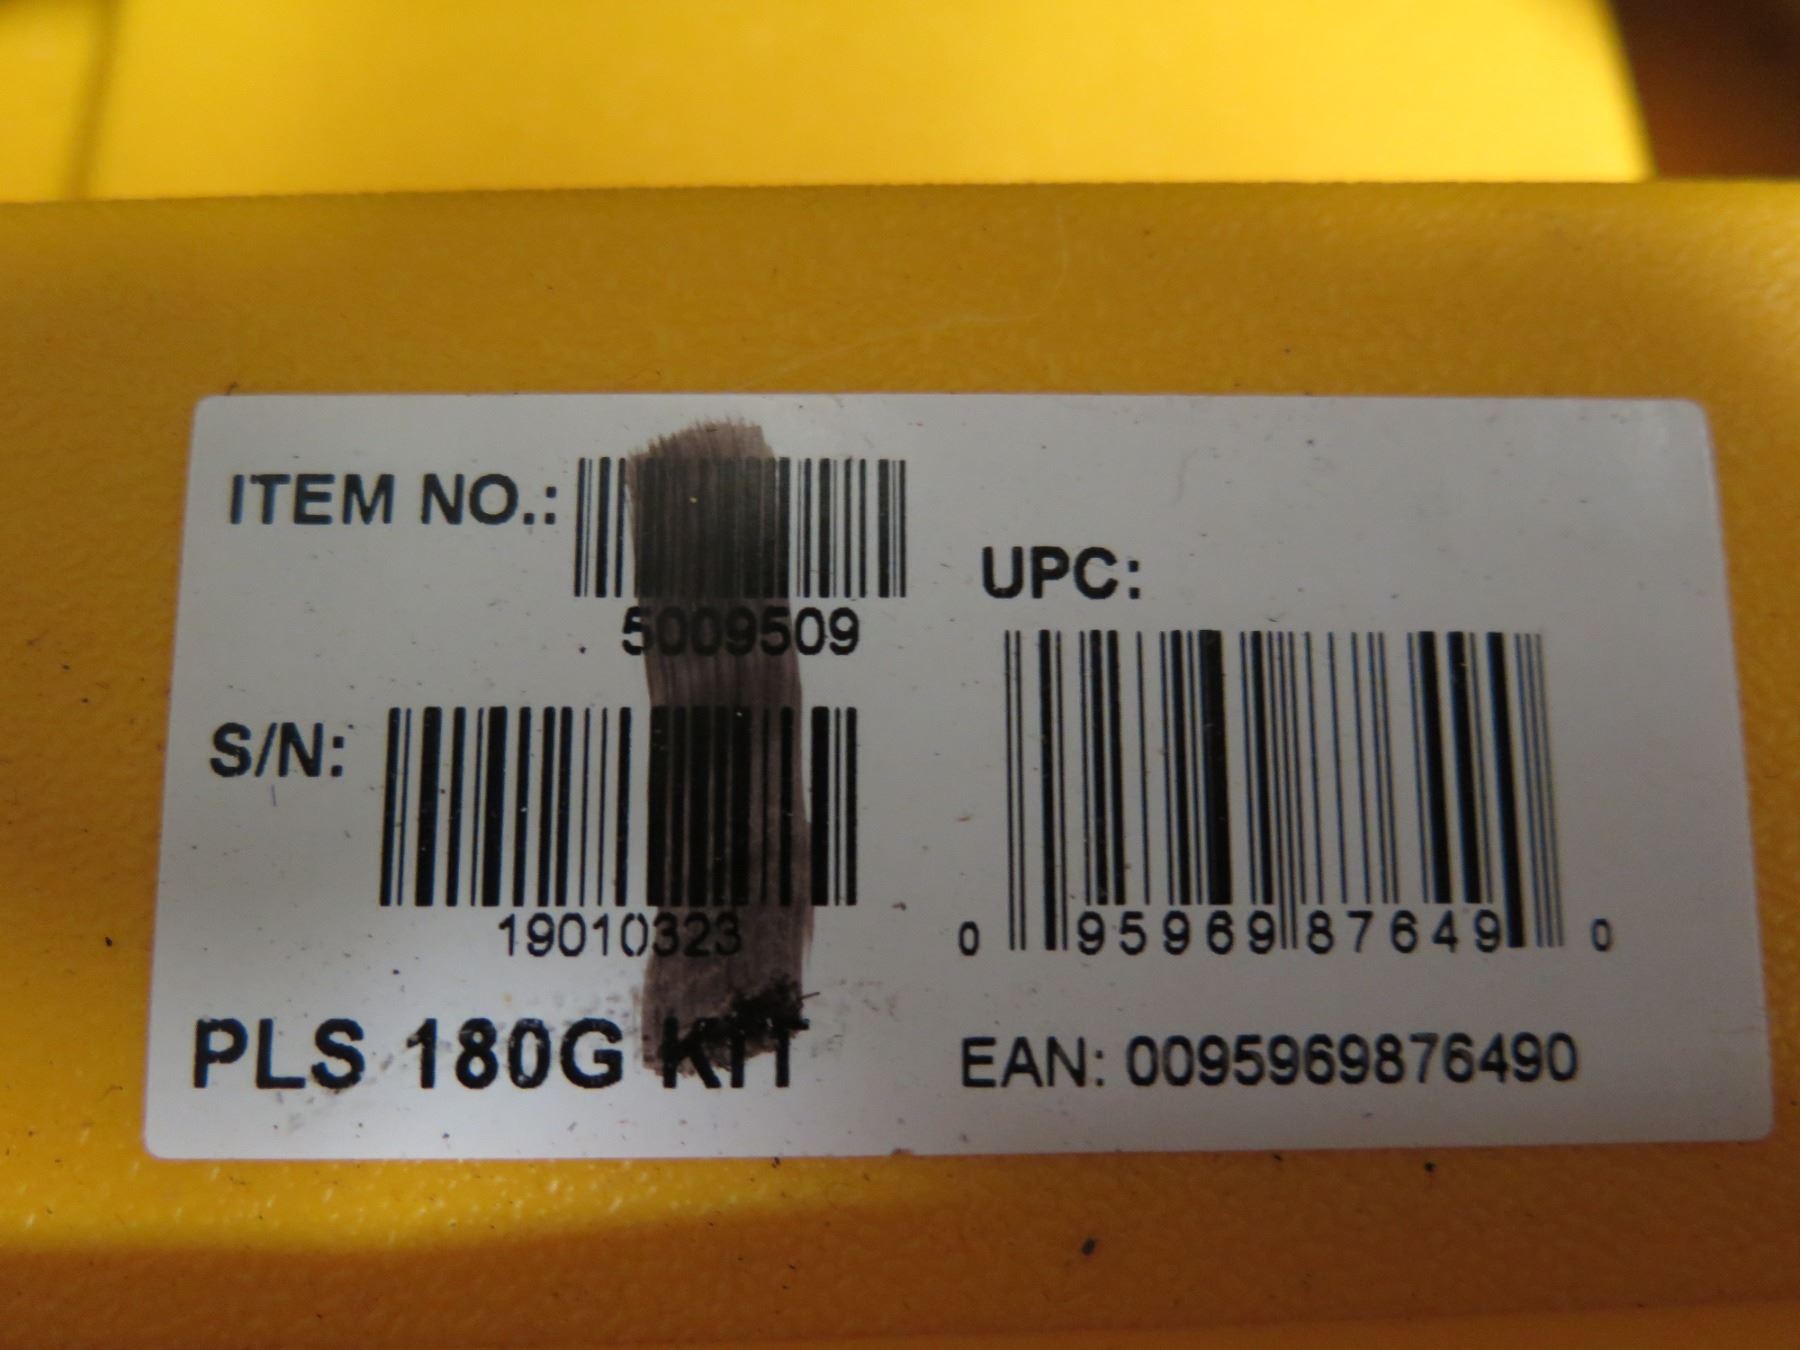 ITEM NO.:
5009509
S/N:
19010323
PLS 180G KIT
UPC:
0 95969 87649 0
EAN: 0095969876490